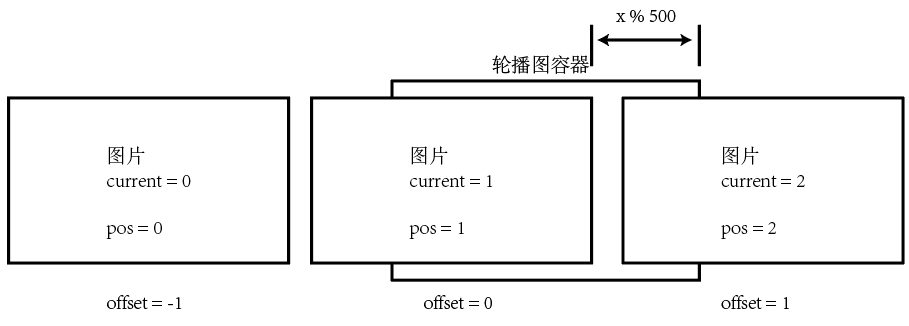 x % 500
轮播图容器
图片
current = 0
pos = 0
offset = -1
图片
current = 1
pos = 1
offset = 0
图片
current = 2
pos = 2
offset = 1